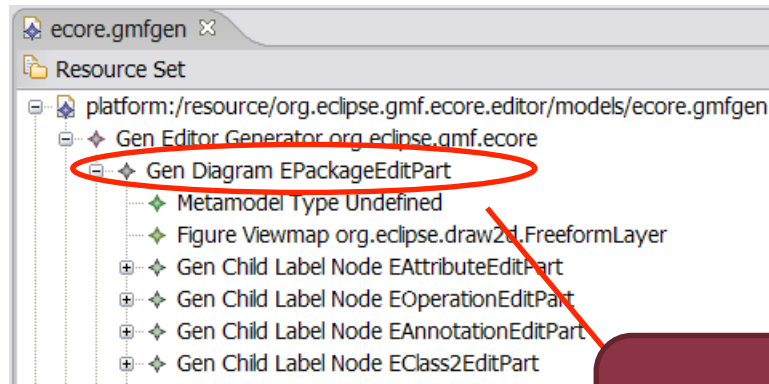 ecore.gmfgen
Resource Set
platform:/resource/org.eclipse.gmf.ecore.editor/models/ecore.gmfgen
Gen Editor Generator org.eclipse.gmf.ecore
Gen Diagram EPackageEditPart
Metamodel Type Undefined
Figure Viewmap org.eclipse.draw2d.FreeformLayer
Gen Child Label Node EAttributeEditPart
Gen Child Label Node EOperationEditPart
Gen Child Label Node EAnnotationEditPart
Gen Child Label Node EClass2EditPart